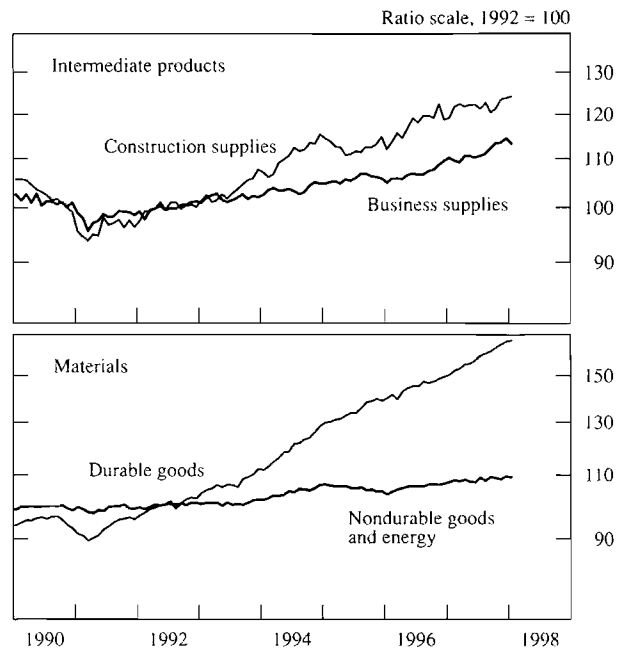 Ratio scale, 1992 = 100
Intermediate products
130
120
Construction supplies
110
100
Business supplies
90
Materials
150
130
Durable goods
110
Nondurable goods
and energy
90
1990 1992 1994 1996 1998